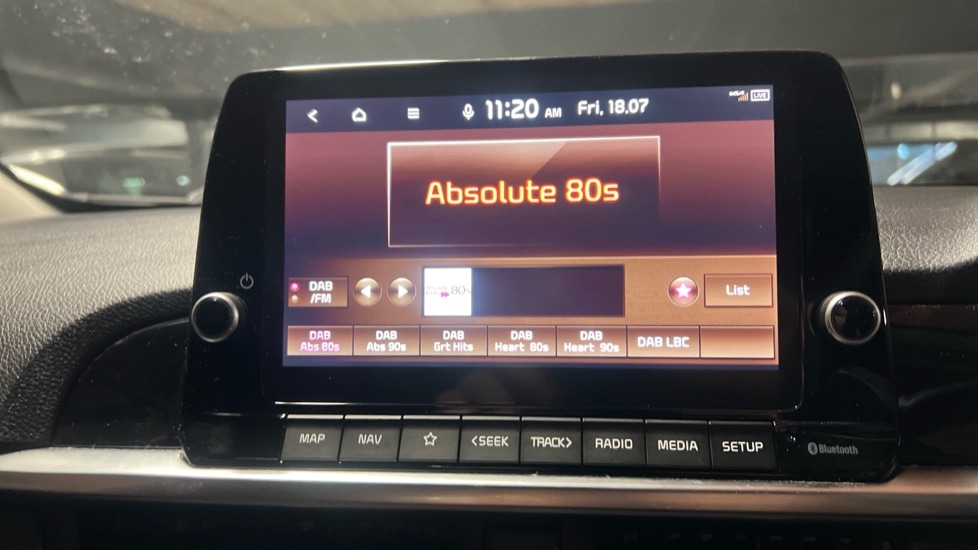 11:20 AM Fri, 18.07
LIVE
Absolute 80s
DAB
/FM
80s
List
DAB
Abs 80s
DAB
Abs 90s
DAB
Grt Hits
DAB
Heart 80s
DAB
Heart 90s
DAB LBC
MAP
NAV
<SEEK
TRACK>
RADIO
MEDIA
SETUP
Bluetooth